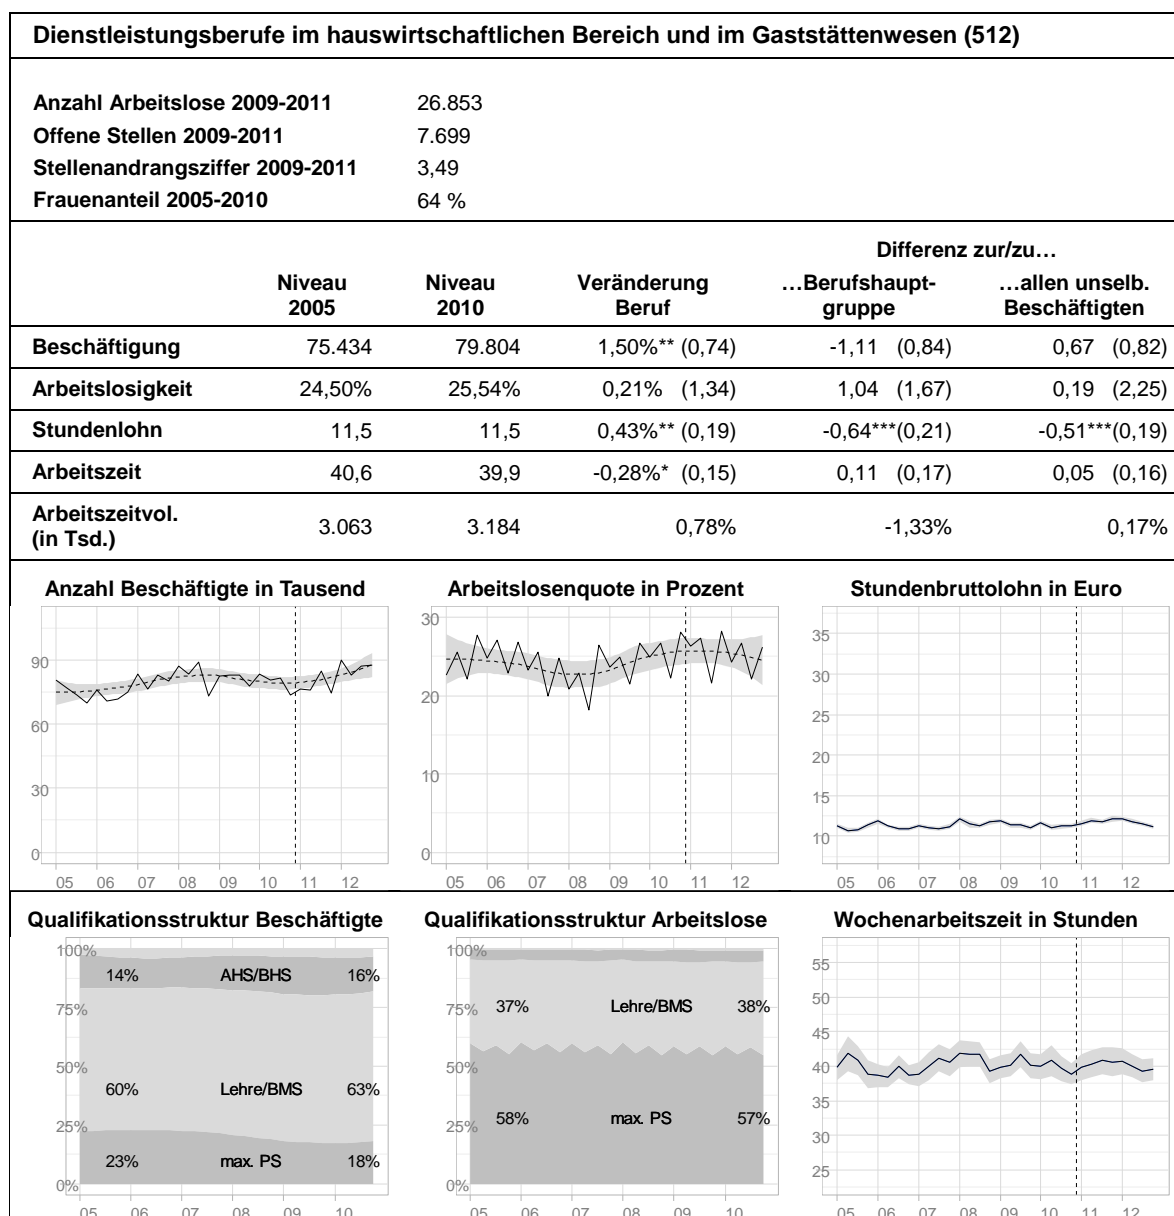 Dienstleistungsberufe im hauswirtschaftlichen Bereich und im Gaststättenwesen (512)
Anzahl Arbeitslose 2009-2011 26.853
Offene Stellen 2009-2011 7.699
Stellenandrangsziffer 2009-2011 3,49
Frauenanteil 2005-2010 64 %
Differenz zur/zu…
Niveau 2005 Niveau 2010 Veränderung Beruf …Berufshaupt-gruppe …allen unselb. Beschäftigten
Beschäftigung 75.434 79.804 1,50%** (0,74) -1,11 (0,84) 0,67 (0,82)
Arbeitslosigkeit 24,50% 25,54% 0,21% (1,34) 1,04 (1,67) 0,19 (2,25)
Stundenlohn 11,5 11,5 0,43%** (0,19) -0,64***(0,21) -0,51***(0,19)
Arbeitszeit 40,6 39,9 -0,28%* (0,15) 0,11 (0,17) 0,05 (0,16)
Arbeitszeitvol. (in Tsd.) 3.063 3.184 0,78% -1,33% 0,17%
Anzahl Beschäftigte in Tausend
90
60
30
0
05 06 07 08 09 10 11 12
Arbeitslosenquote in Prozent
30
20
10
0
05 06 07 08 09 10 11 12
Stundenbruttolohn in Euro
35
30
25
20
15
10
05 06 07 08 09 10 11 12
Qualifikationsstruktur Beschäftigte
100%
14% AHS/BHS 16%
75%
50%
60% Lehre/BMS 63%
25%
23% max. PS 18%
0%
05 06 07 08 09 10
Qualifikationsstruktur Arbeitslose
100%
37% Lehre/BMS 38%
75%
50%
58% max. PS 57%
25%
0%
05 06 07 08 09 10
Wochenarbeitszeit in Stunden
55
50
45
40
35
30
25
05 06 07 08 09 10 11 12